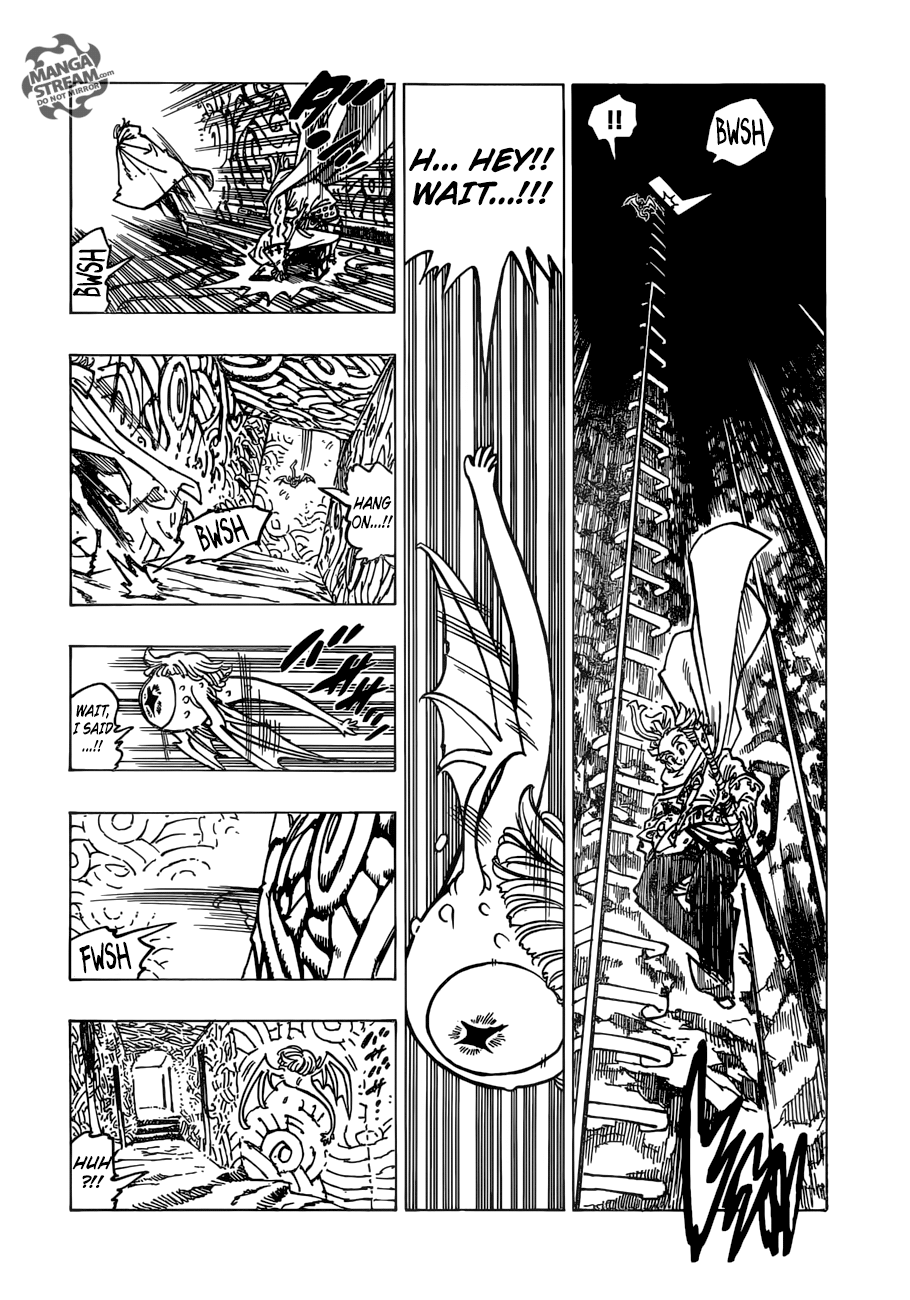 MANGA
STREAM.com
DO NOT MIRROR
!!
BWSH
H... HEY!!
WAIT...!!!
BWSH
HANG
ON...!!
BWSH
WAIT,
I SAID
...!!
FWSH
HUH
?!!